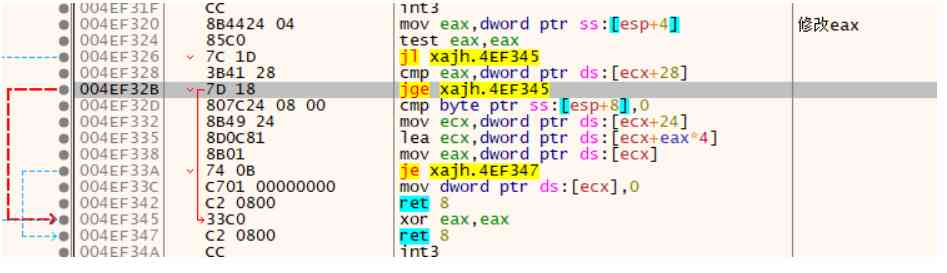 004EF31F CC int3
004EF320 8B4424 04 mov eax,dword ptr ss:[esp+4] 修改eax
004EF324 85C0 test eax,eax
004EF326 7C 1D jl xajh.4EF345
004EF328 3B41 28 cmp eax,dword ptr ds:[ecx+28]
004EF32B 7D 18 jge xajh.4EF345
004EF32D 807C24 08 00 cmp byte ptr ss:[esp+8],0
004EF332 8B49 24 mov ecx,dword ptr ds:[ecx+24]
004EF335 8D0C81 lea ecx,dword ptr ds:[ecx+eax*4]
004EF338 8B01 mov eax,dword ptr ds:[ecx]
004EF33A 74 0B je xajh.4EF347
004EF33C C701 00000000 mov dword ptr ds:[ecx],0
004EF342 C2 0800 ret 8
004EF345 33C0 xor eax,eax
004EF347 C2 0800 ret 8
004EF34A CC int3